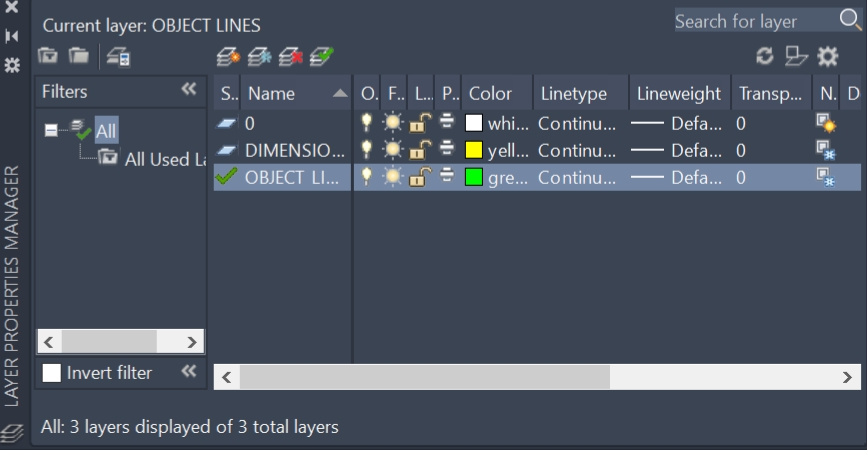 Current layer: OBJECT LINES
Search for layer
Filters
S.. Name O. F.. L... P.. Color Linetype Lineweight Transp... N. D
All
All Used La
0 whi... Continu... Defa... 0
DIMENSIO... yell... Continu... Defa... 0
OBJECT LI... gre... Continu... Defa... 0
Invert filter
All: 3 layers displayed of 3 total layers
LAYER PROPERTIES MANAGER